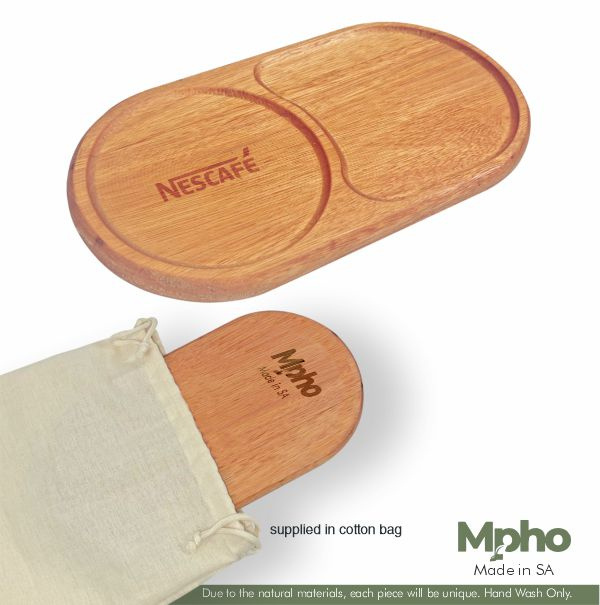 NESCAFÉ
Mpho
Made in SA
supplied in cotton bag
Mpho
Made in SA
Due to the natural materials, each piece will be unique. Hand Wash Only.